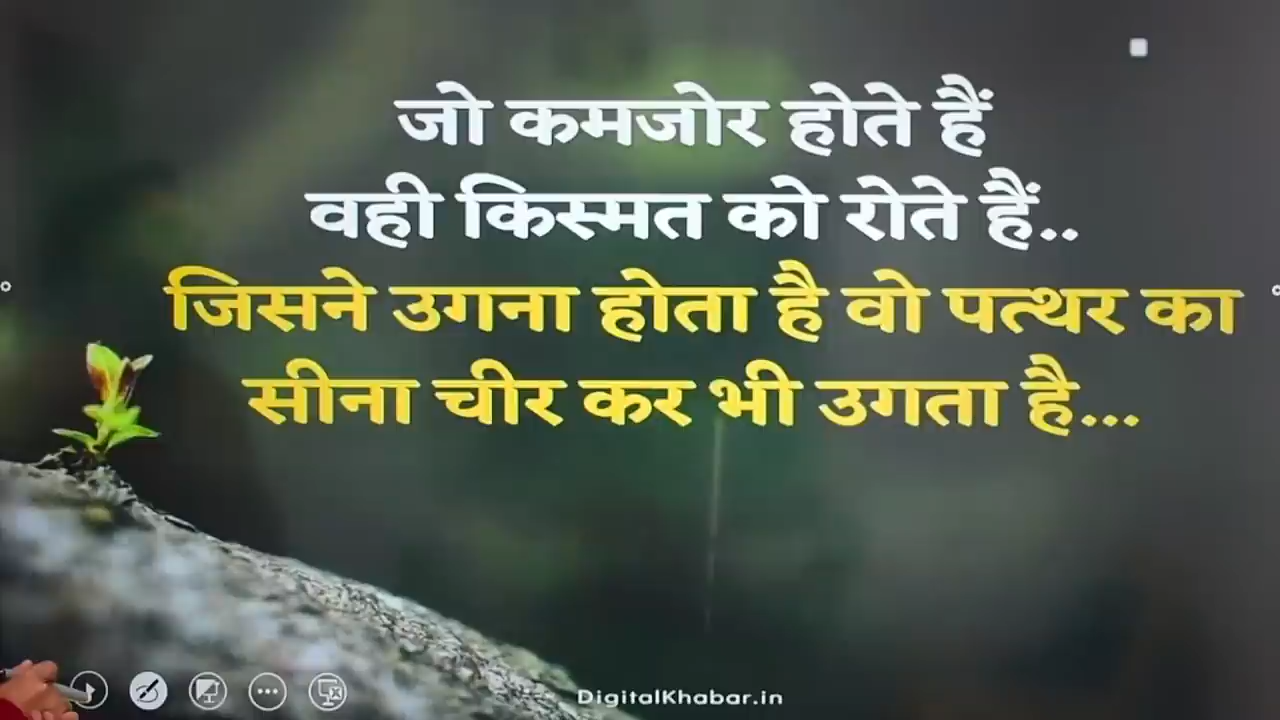 जो कमजोर होते हैं
वही किस्मत को रोते हैं..
जिसने उगना होता है वो पत्थर का
सीना चीर कर भी उगता है...
DigitalKhabar.in